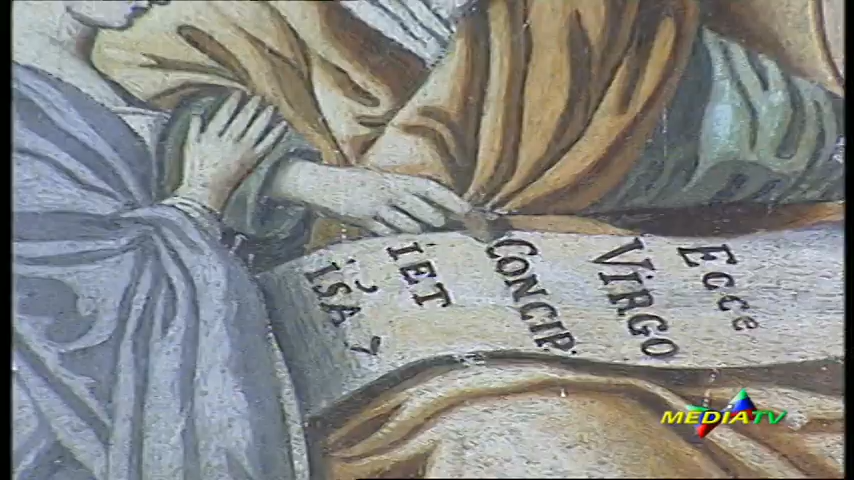 Ecce
VIRGO
CONCIP.
IET
ISA. 7
MEDIATV